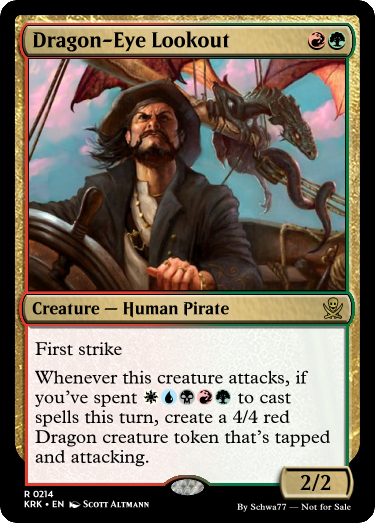 Dragon-Eye Lookout
Creature — Human Pirate
First strike
Whenever this creature attacks, if
you've spent to cast
spells this turn, create a 4/4 red
Dragon creature token that's tapped
and attacking.
2/2
R 0214
KRK • EN Scott Altmann
By Schwa77 — Not for Sale